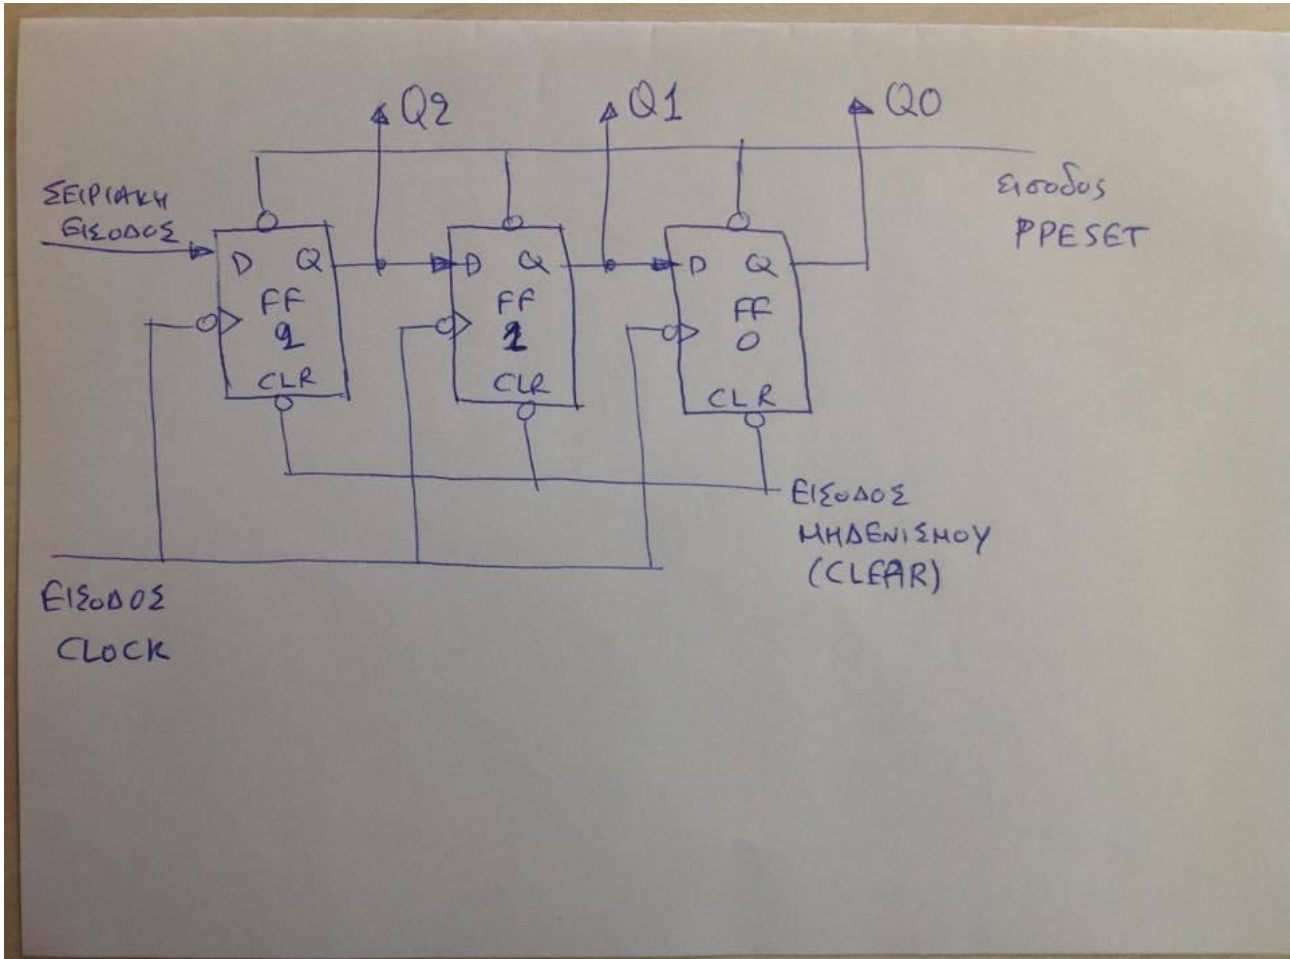 Q2
Q1
Q0
ΣΕΙΡΙΑΚΗ
ΕΙΣΟΔΟΣ
εισοδος
PPESET
D Q
FF
2
CLR
D Q
FF
1
CLR
D Q
FF
0
CLR
ΕΙΣΟΔΟΣ
ΜΗΔΕΝΙΣΜΟΥ
(CLEAR)
ΕΙΣΟΔΟΣ
CLOCK